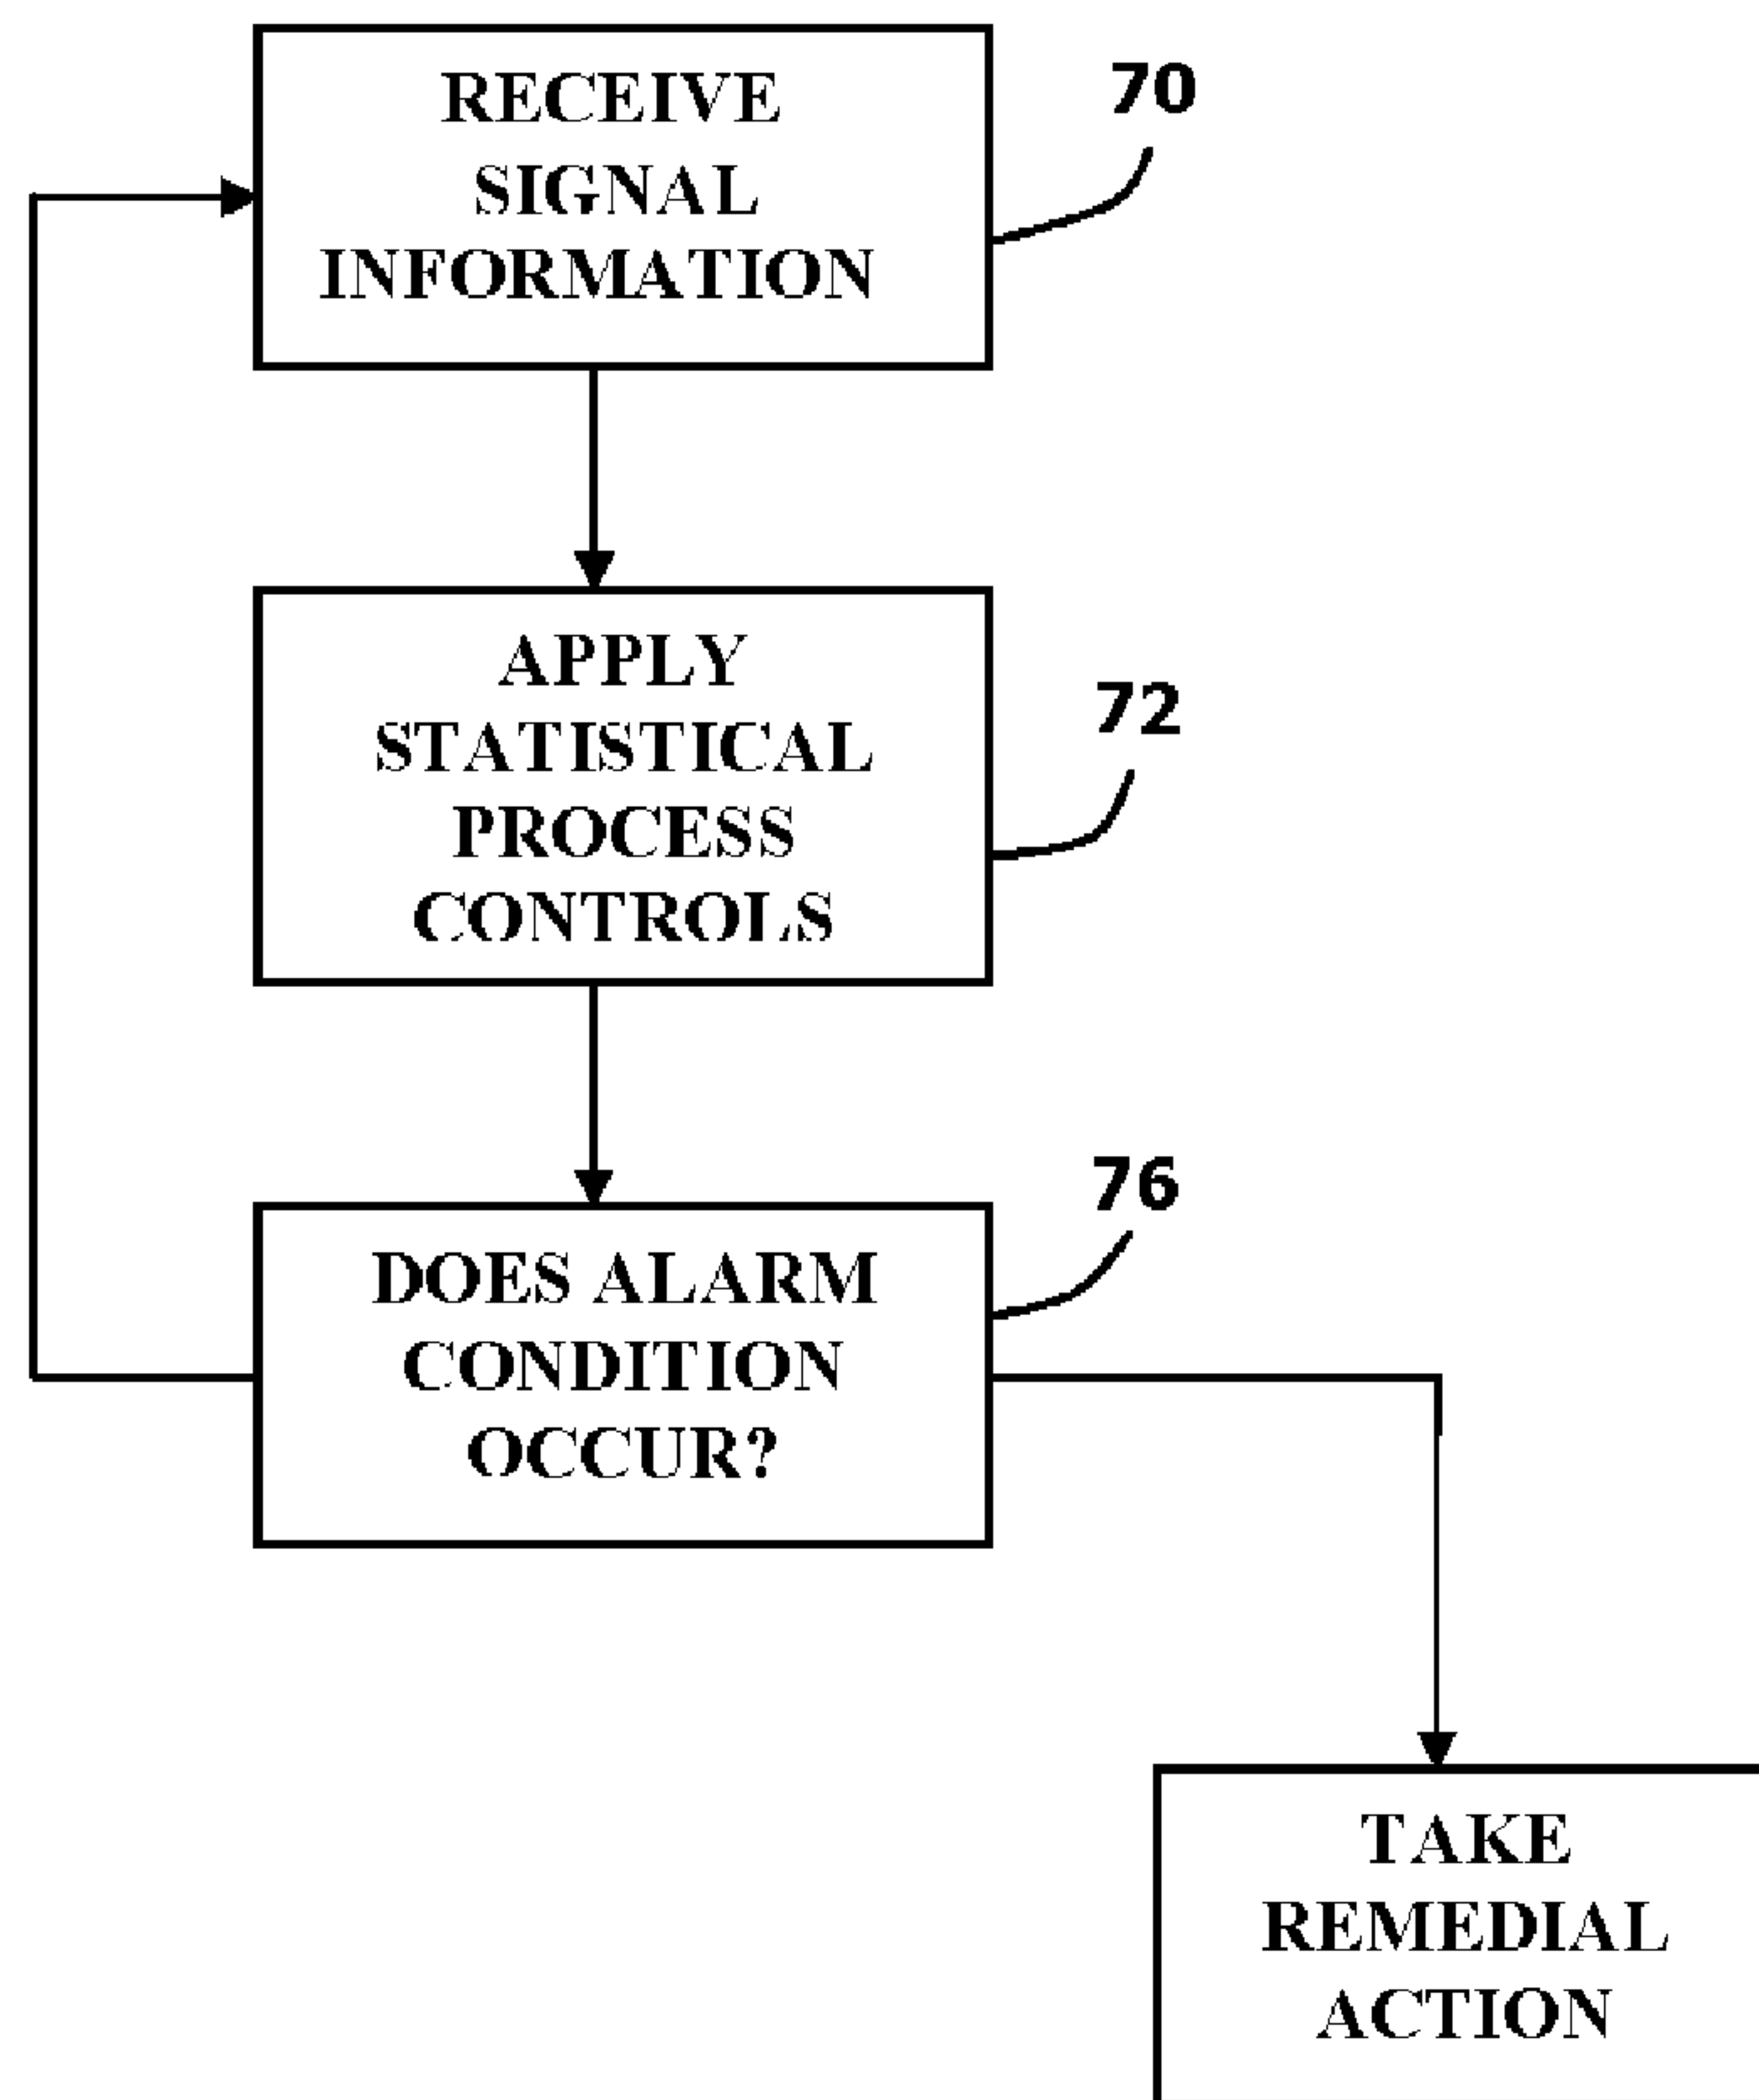 RECEIVE
SIGNAL
INFORMATION
70
APPLY
STATISTICAL
PROCESS
CONTROLS
72
DOES ALARM
CONDITION
OCCUR?
76
TAKE
REMEDIAL
ACTION